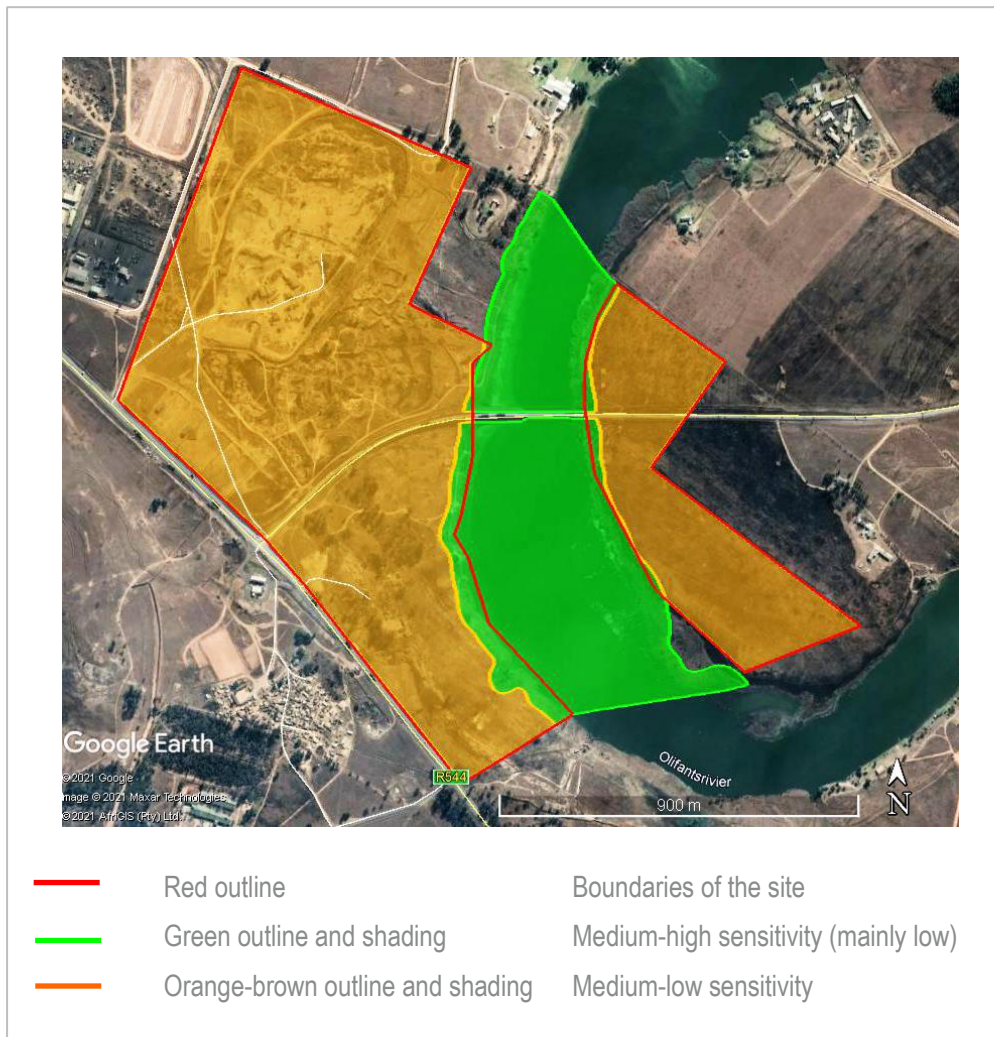 Olifantsrivier
Google Earth
R544
©2021 Google
mage © 2021 Maxar Technologies
©2021 AfriGIS (Pty) Ltd
900 m
N
Red outline Boundaries of the site
Green outline and shading Medium-high sensitivity (mainly low)
Orange-brown outline and shading Medium-low sensitivity